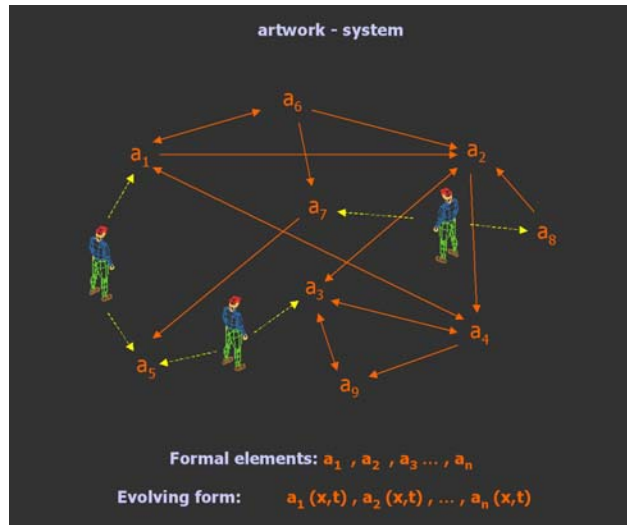 artwork - system
a6
a1
a2
a7
a8
a3
a4
a5
a9
Formal elements: a1 , a2 , a3 ... , an
Evolving form: a1 (x,t) , a2 (x,t) , ... , an (x,t)